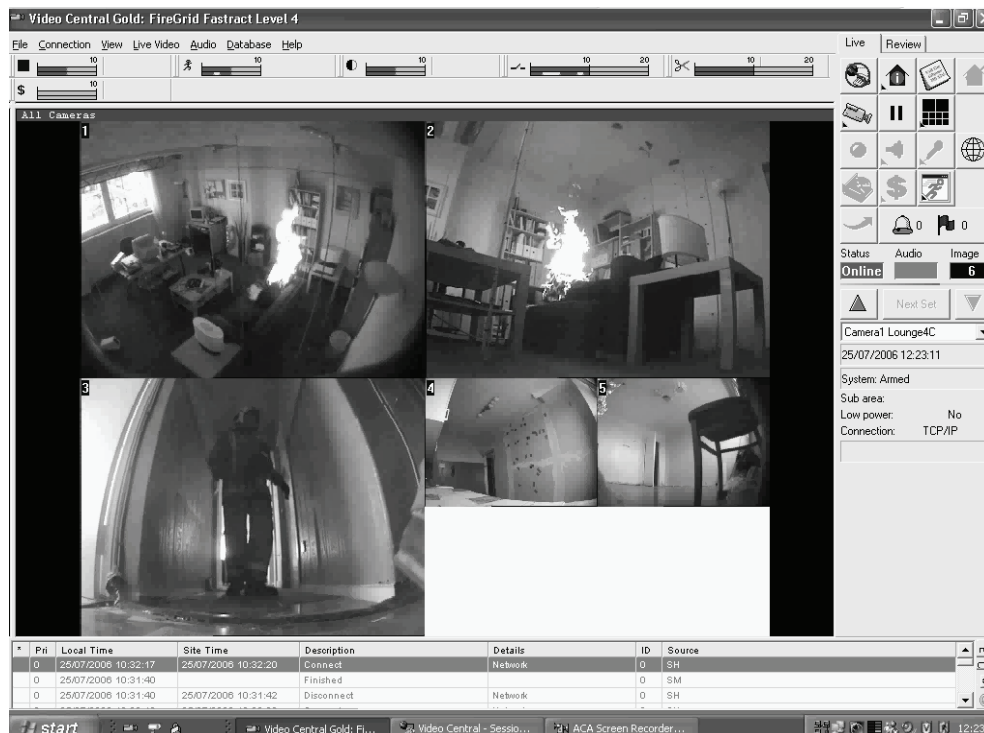 Video Central Gold: FireGrid Fastract Level 4
File Connection View Live Video Audio Database Help
10 10 10 10 20 10 20
$ 10
Live Review
All Cameras
1 2
3 4 5
$
0 0
Status Audio Image
Online 6
Next Set
Camera1 Lounge4C
25/07/2006 12:23:11
System: Armed
Sub area:
Low power: No
Connection: TCP/IP
* Pri Local Time Site Time Description Details ID Source
0 25/07/2006 10:32:17 25/07/2006 10:32:20 Connect Network 0 SH
0 25/07/2006 10:31:40 Finished 0 SM
0 25/07/2006 10:31:40 25/07/2006 10:31:42 Disconnect Network 0 SH
start Video Central Gold: Fi... Video Central - Sessio... ACA Screen Recorder... 12:23